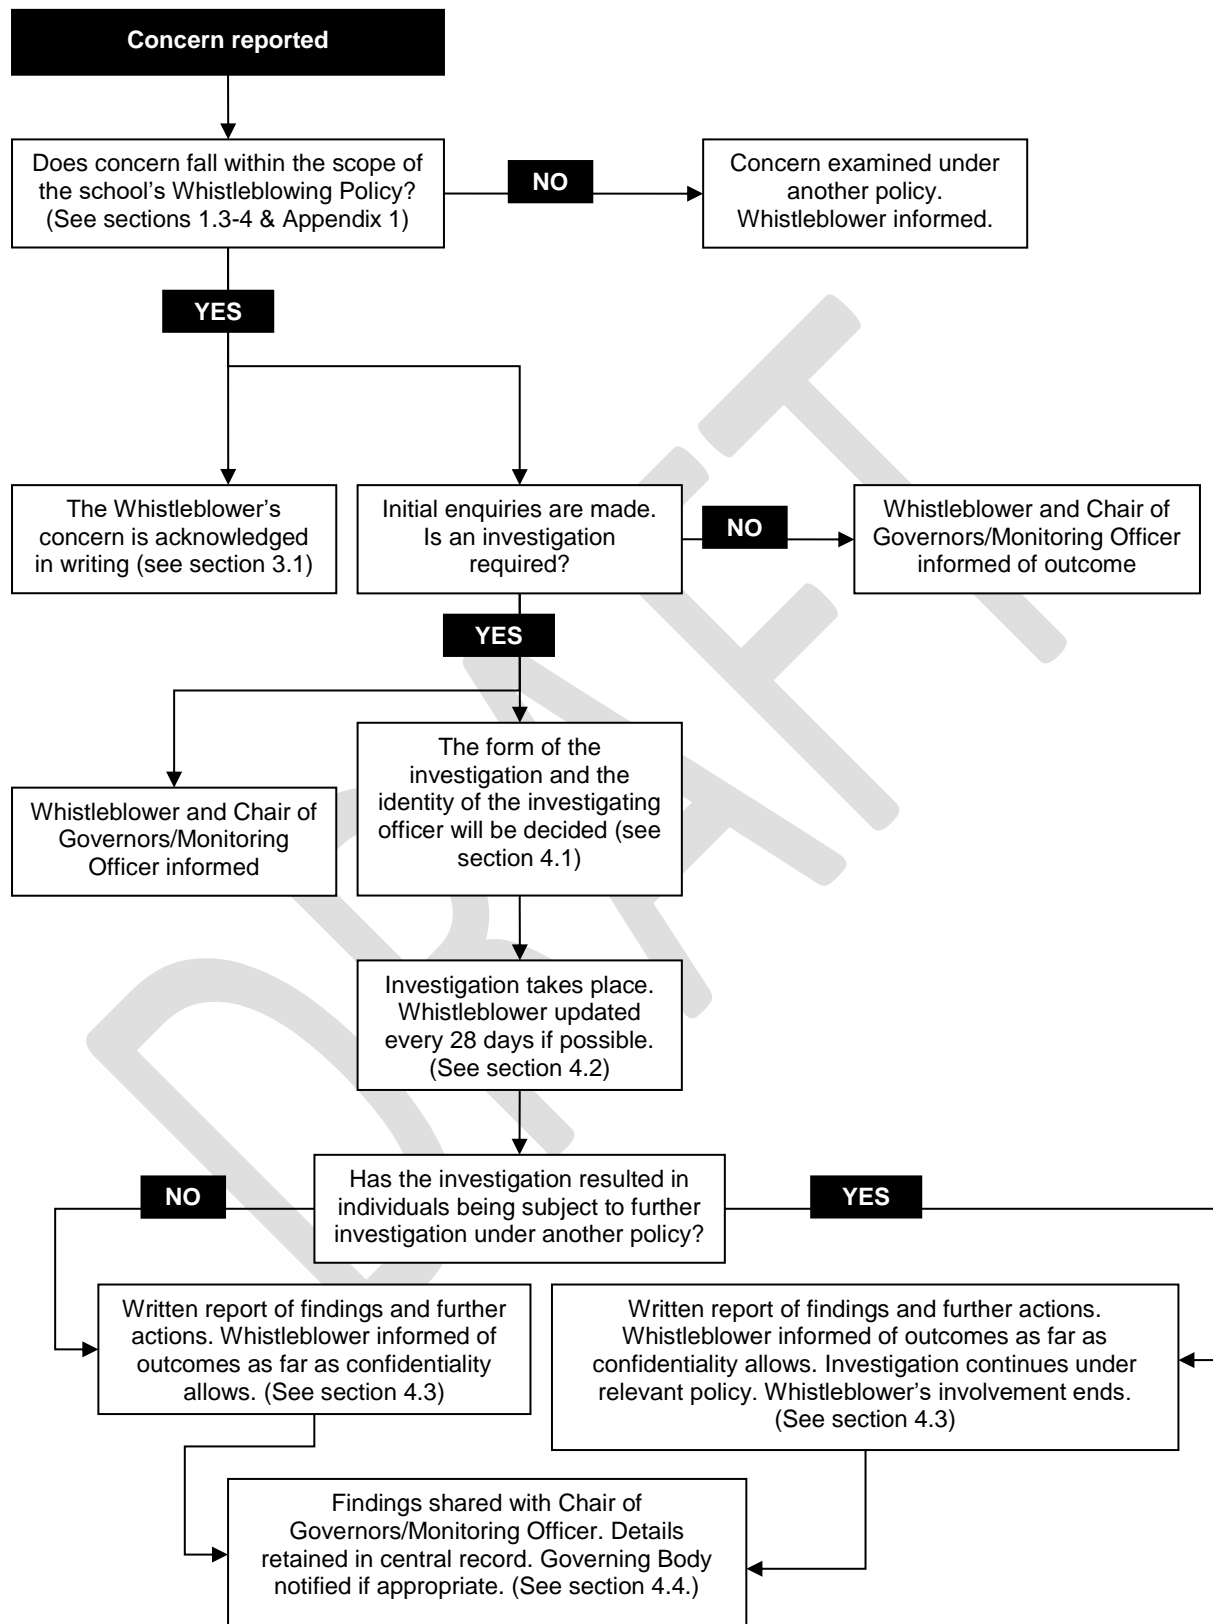 Concern reported
Does concern fall within the scope of
the school's Whistleblowing Policy?
(See sections 1.3-4 & Appendix 1)
NO
Concern examined under
another policy.
Whistleblower informed.
YES
The Whistleblower's
concern is acknowledged
in writing (see section 3.1)
Initial enquiries are made.
Is an investigation
required?
NO
Whistleblower and Chair of
Governors/Monitoring Officer
informed of outcome
YES
Whistleblower and Chair of
Governors/Monitoring
Officer informed
The form of the
investigation and the
identity of the investigating
officer will be decided (see
section 4.1)
Investigation takes place.
Whistleblower updated
every 28 days if possible.
(See section 4.2)
Has the investigation resulted in
individuals being subject to further
investigation under another policy?
NO
YES
Written report of findings and further
actions. Whistleblower informed of
outcomes as far as confidentiality
allows. (See section 4.3)
Written report of findings and further actions.
Whistleblower informed of outcomes as far as
confidentiality allows. Investigation continues under
relevant policy. Whistleblower's involvement ends.
(See section 4.3)
Findings shared with Chair of
Governors/Monitoring Officer. Details
retained in central record. Governing Body
notified if appropriate. (See section 4.4.)
DRAFT